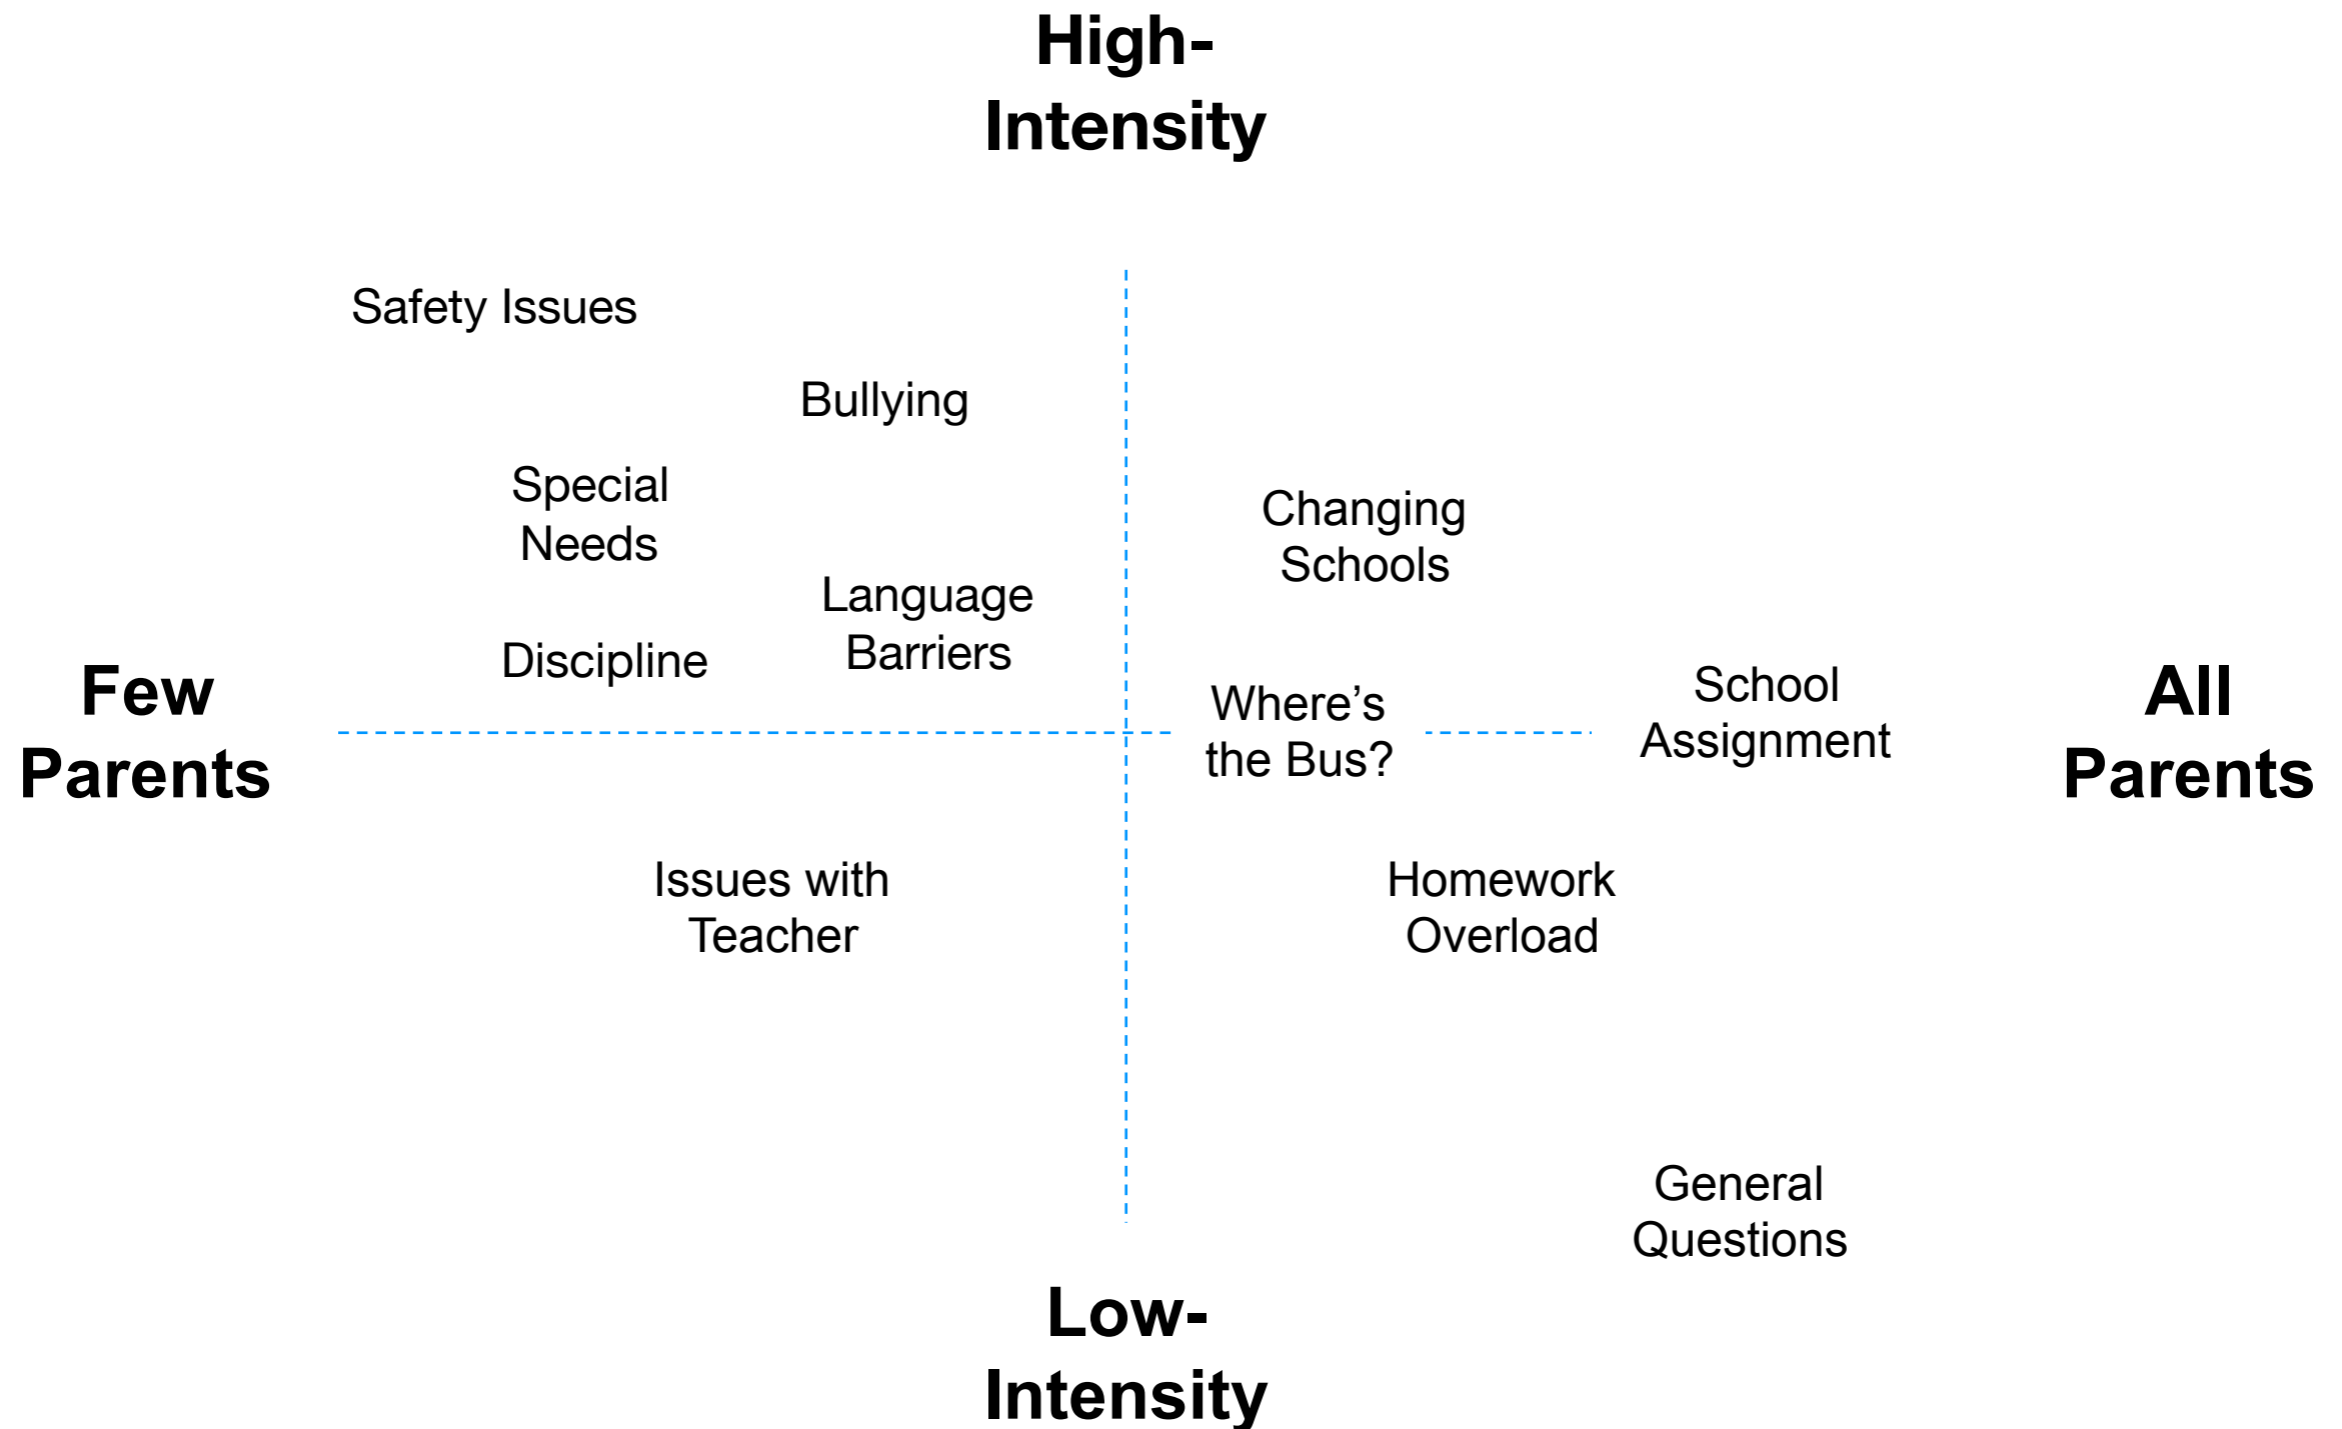 High-
Intensity
Safety Issues
Bullying
Special
Needs
Changing
Schools
Language
Barriers
Discipline
Few
Parents
Where’s
the Bus?
School
Assignment
All
Parents
Issues with
Teacher
Homework
Overload
General
Questions
Low-
Intensity